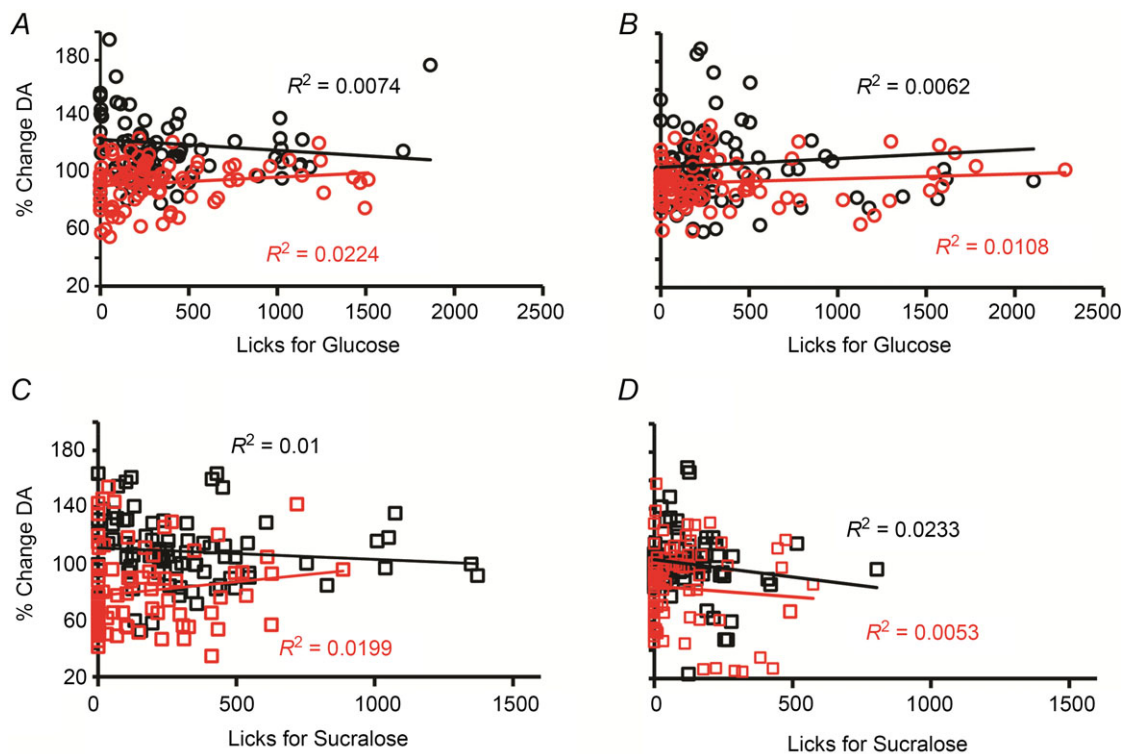 A
B
% Change DA
180
140
100
60
20
R² = 0.0074
R² = 0.0224
0 500 1000 1500 2000 2500
Licks for Glucose
R² = 0.0062
R² = 0.0108
0 500 1000 1500 2000 2500
Licks for Glucose
C
D
% Change DA
180
140
100
60
20
R² = 0.01
R² = 0.0199
0 500 1000 1500
Licks for Sucralose
R² = 0.0233
R² = 0.0053
0 500 1000 1500
Licks for Sucralose